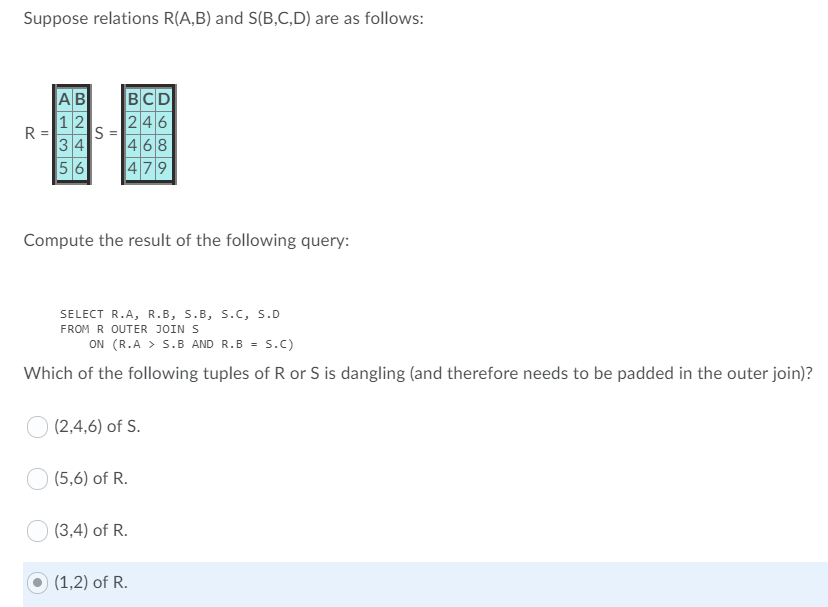 Suppose relations R(A,B) and S(B,C,D) are as follows:
A B
B C D
R =
1 2
3 4
5 6
S =
2 4 6
4 6 8
4 7 9
Compute the result of the following query:
SELECT R.A, R.B, S.B, S.C, S.D
FROM R OUTER JOIN S
ON (R.A > S.B AND R.B = S.C)
Which of the following tuples of R or S is dangling (and therefore needs to be padded in the outer join)?
(2,4,6) of S.
(5,6) of R.
(3,4) of R.
(1,2) of R.